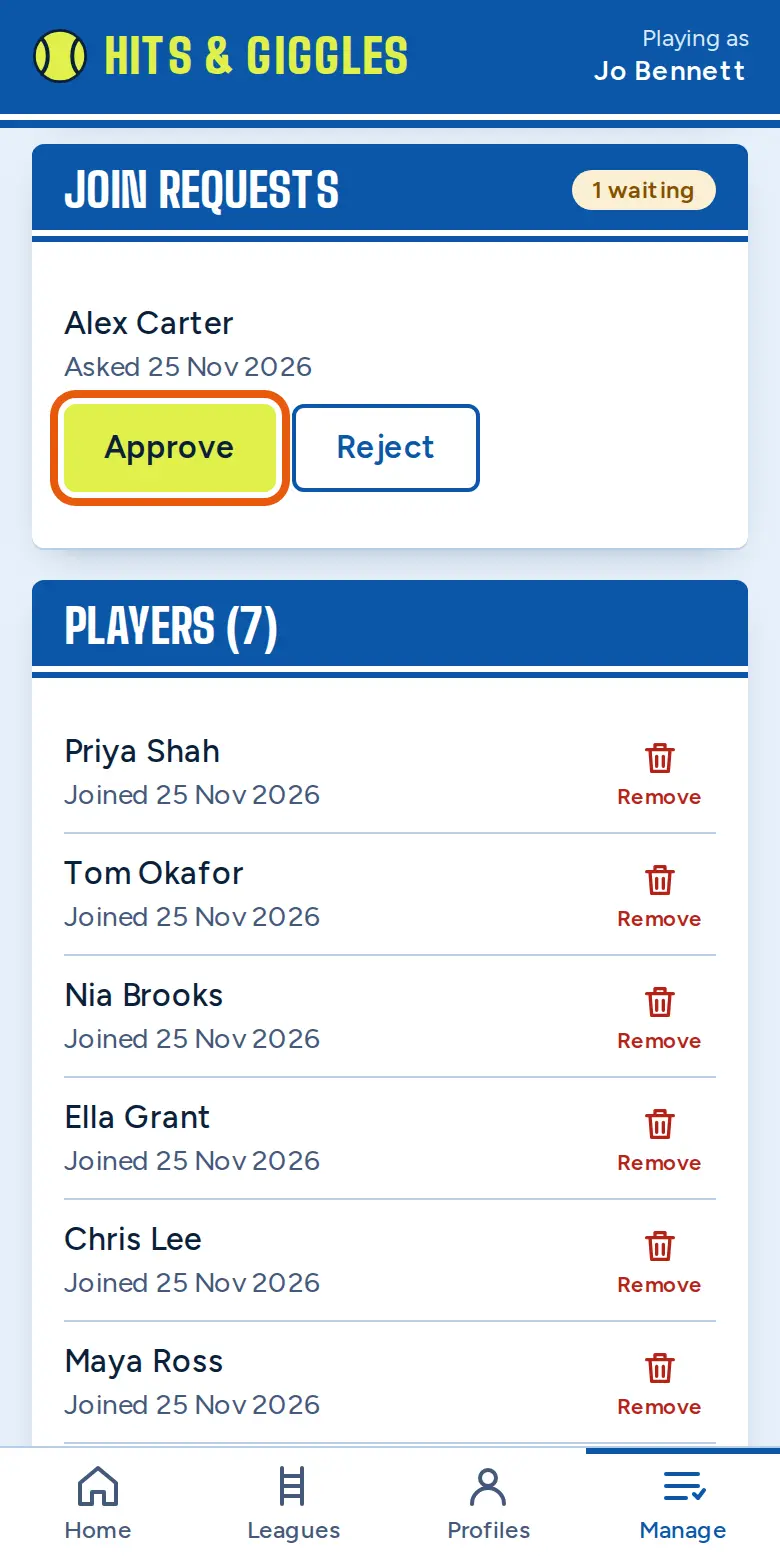 HITS & GIGGLES
Playing as
Jo Bennett
JOIN REQUESTS
1 waiting
Alex Carter
Asked 25 Nov 2026
Approve
Reject
PLAYERS (7)
Priya Shah
Joined 25 Nov 2026
Remove
Tom Okafor
Joined 25 Nov 2026
Remove
Nia Brooks
Joined 25 Nov 2026
Remove
Ella Grant
Joined 25 Nov 2026
Remove
Chris Lee
Joined 25 Nov 2026
Remove
Maya Ross
Joined 25 Nov 2026
Remove
Home
Leagues
Profiles
Manage